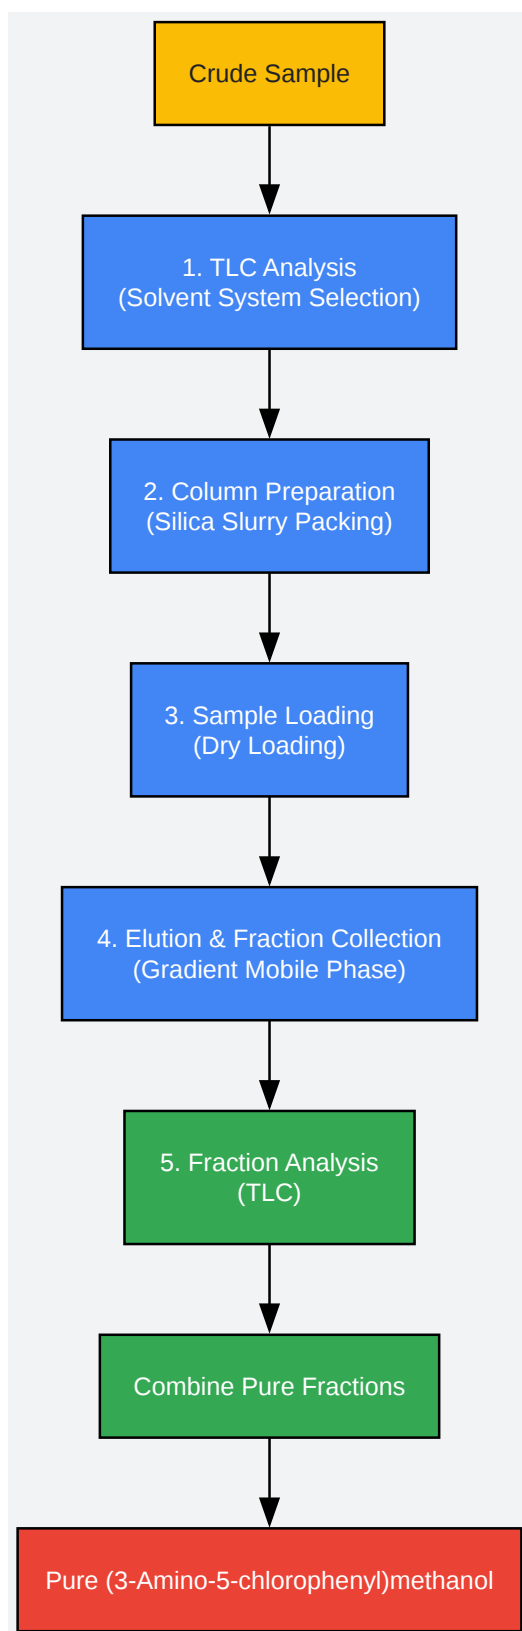 Crude Sample
1. TLC Analysis
(Solvent System Selection)
2. Column Preparation
(Silica Slurry Packing)
3. Sample Loading
(Dry Loading)
4. Elution & Fraction Collection
(Gradient Mobile Phase)
5. Fraction Analysis
(TLC)
Combine Pure Fractions
Pure (3-Amino-5-chlorophenyl)methanol